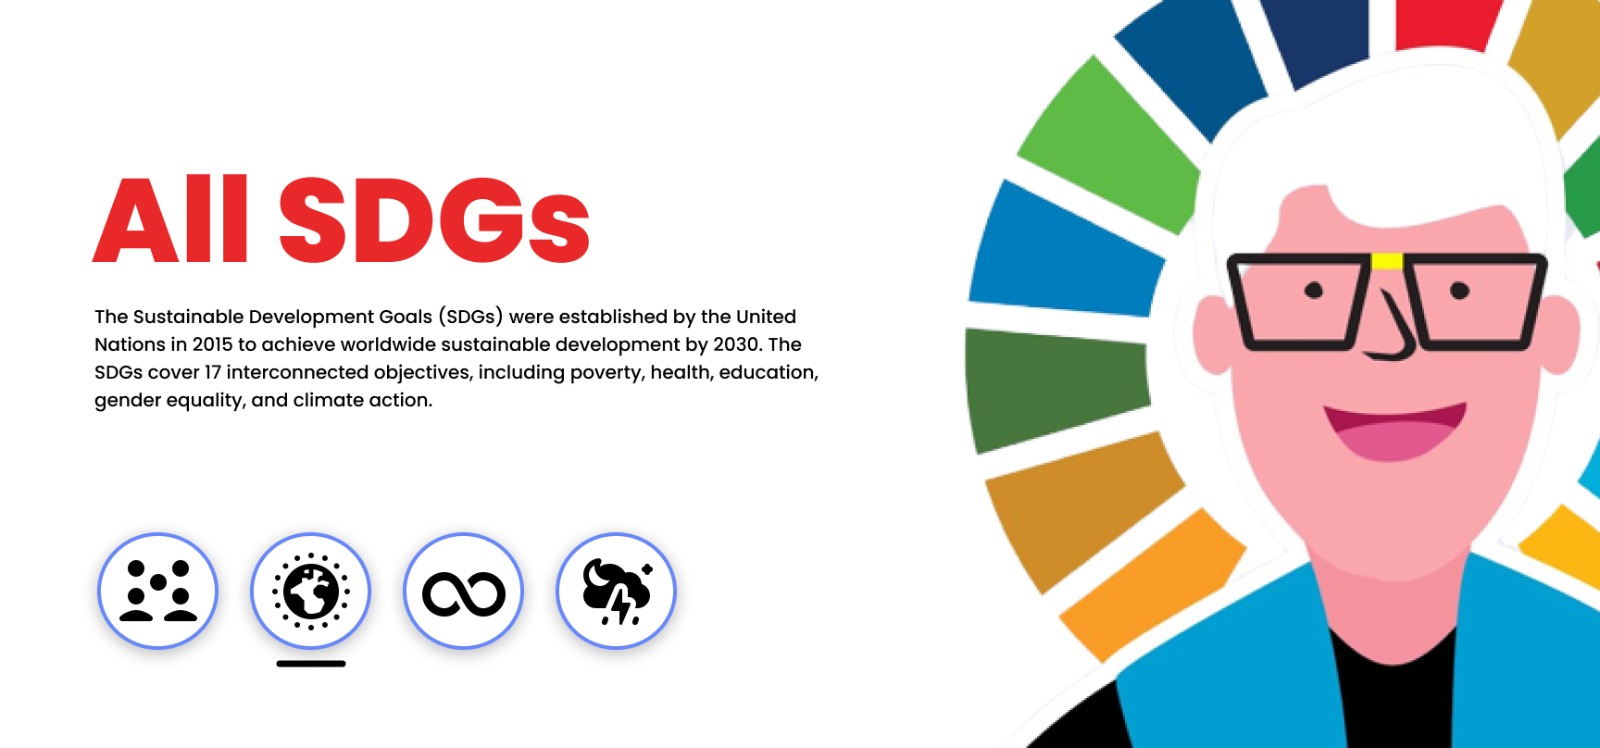 All SDGs
The Sustainable Development Goals (SDGs) were established by the United
Nations in 2015 to achieve worldwide sustainable development by 2030. The
SDGs cover 17 interconnected objectives, including poverty, health, education,
gender equality, and climate action.